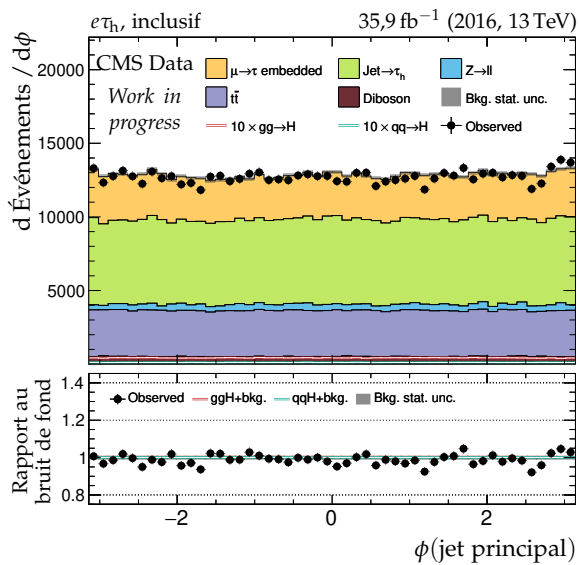 eτh, inclusif 35,9 fb⁻¹ (2016, 13 TeV)
CMS Data
Work in
progress
μ→τ embedded Jet→τh Z→ll
tt̄ Diboson Bkg. stat. unc.
10 × gg→H 10 × qq→H Observed
d Événements / dϕ
20000
15000
10000
5000
Observed ggH+bkg. qqH+bkg. Bkg. stat. unc.
Rapport au
bruit de fond
1.4
1.2
1
0.8
−2 0 2
ϕ(jet principal)